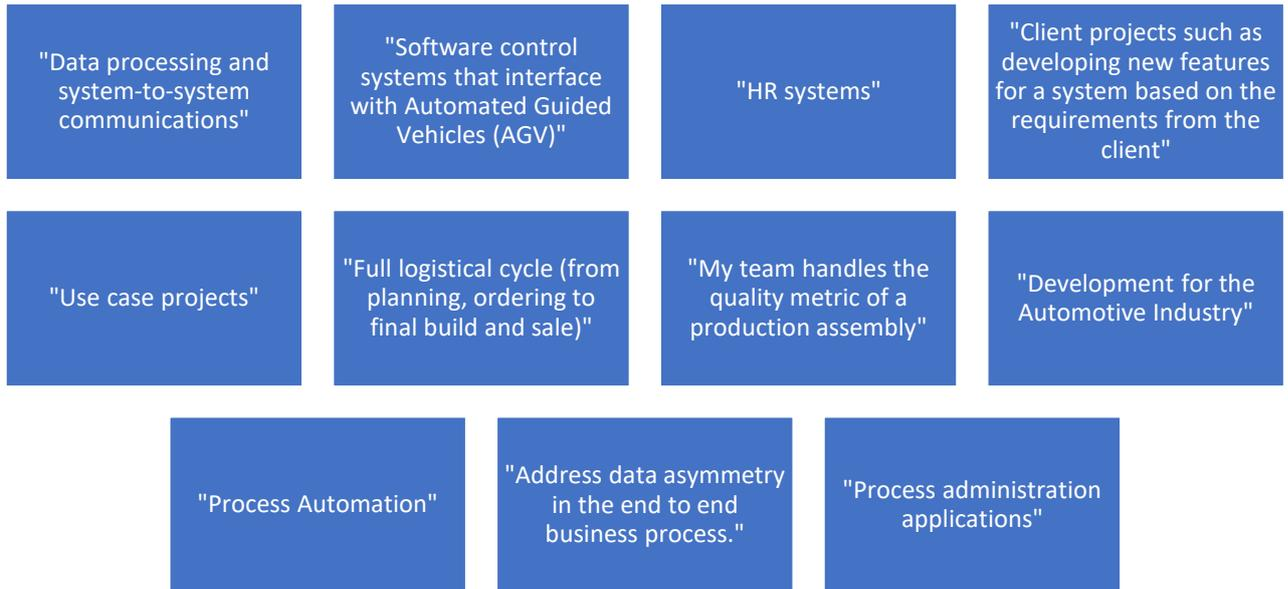 "Data processing and
system-to-system
communications"
"Software control
systems that interface
with Automated Guided
Vehicles (AGV)"
"HR systems"
"Client projects such as
developing new features
for a system based on the
requirements from the
client"
"Use case projects"
"Full logistical cycle (from
planning, ordering to
final build and sale)"
"My team handles the
quality metric of a
production assembly"
"Development for the
Automotive Industry"
"Process Automation"
"Address data asymmetry
in the end to end
business process."
"Process administration
applications"